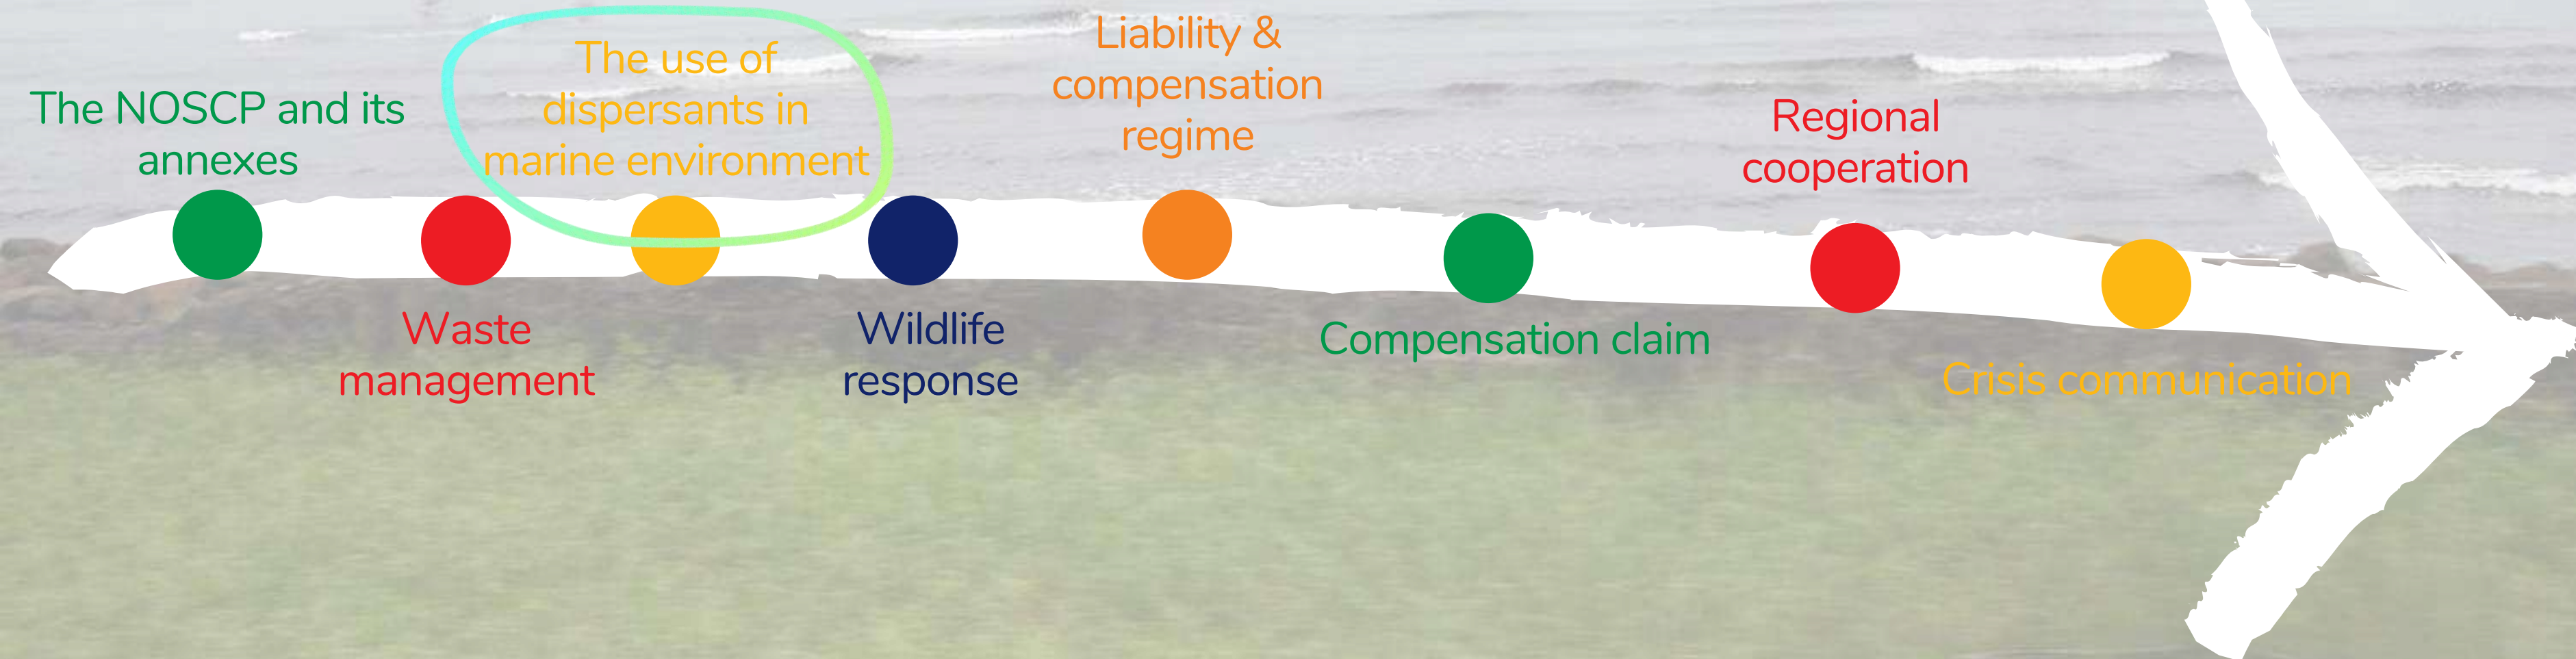 The NOSCP and its
annexes
Waste
management
The use of
dispersants in
marine environment
Wildlife
response
Liability &
compensation
regime
Compensation claim
Regional
cooperation
Crisis communication